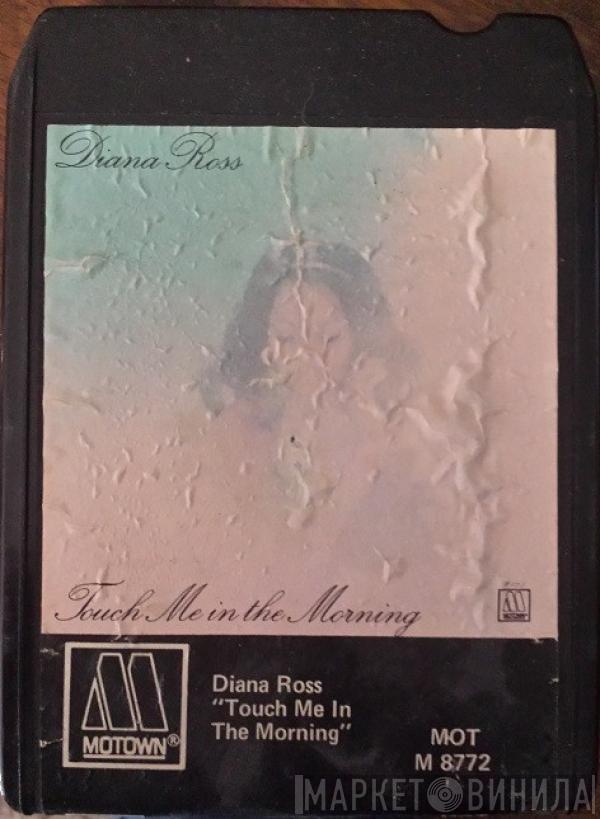 Diana Ross
Touch Me in the Morning
MOTOWN®
Diana Ross
"Touch Me In
The Morning"
MOT
M 8772
МАРКЕТ ВИНИЛА